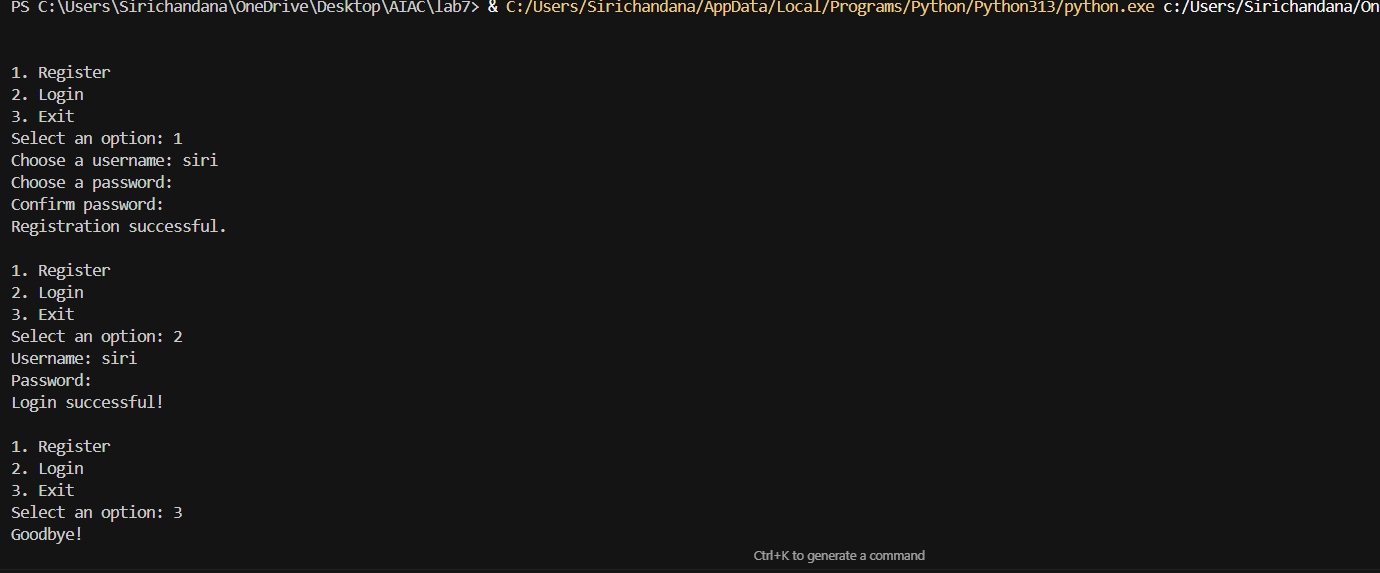 PS C:\Users\Sirichandana\OneDrive\Desktop\AIAC\lab7> & C:/Users/Sirichandana/AppData/Local/Programs/Python/Python313/python.exe c:/Users/Sirichandana/On
1. Register
2. Login
3. Exit
Select an option: 1
Choose a username: siri
Choose a password:
Confirm password:
Registration successful.
1. Register
2. Login
3. Exit
Select an option: 2
Username: siri
Password:
Login successful!
1. Register
2. Login
3. Exit
Select an option: 3
Goodbye!
Ctrl+K to generate a command